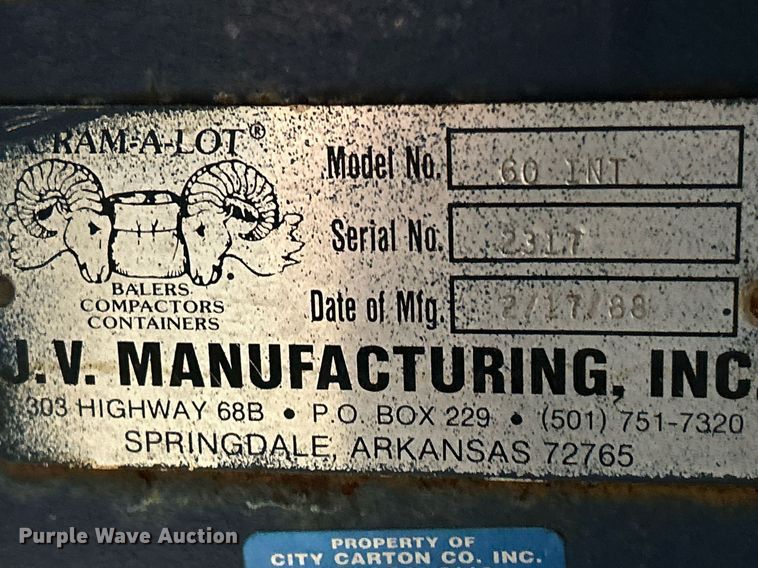 CRAM-A-LOT®
BALERS
COMPACTORS
CONTAINERS
Model No. 60 INT
Serial No. 2317
Date of Mfg. 2/17/88
J.V. MANUFACTURING, INC.
303 HIGHWAY 68B • P.O. BOX 229 • (501) 751-7320
SPRINGDALE, ARKANSAS 72765
Purple Wave Auction
PROPERTY OF
CITY CARTON CO. INC.